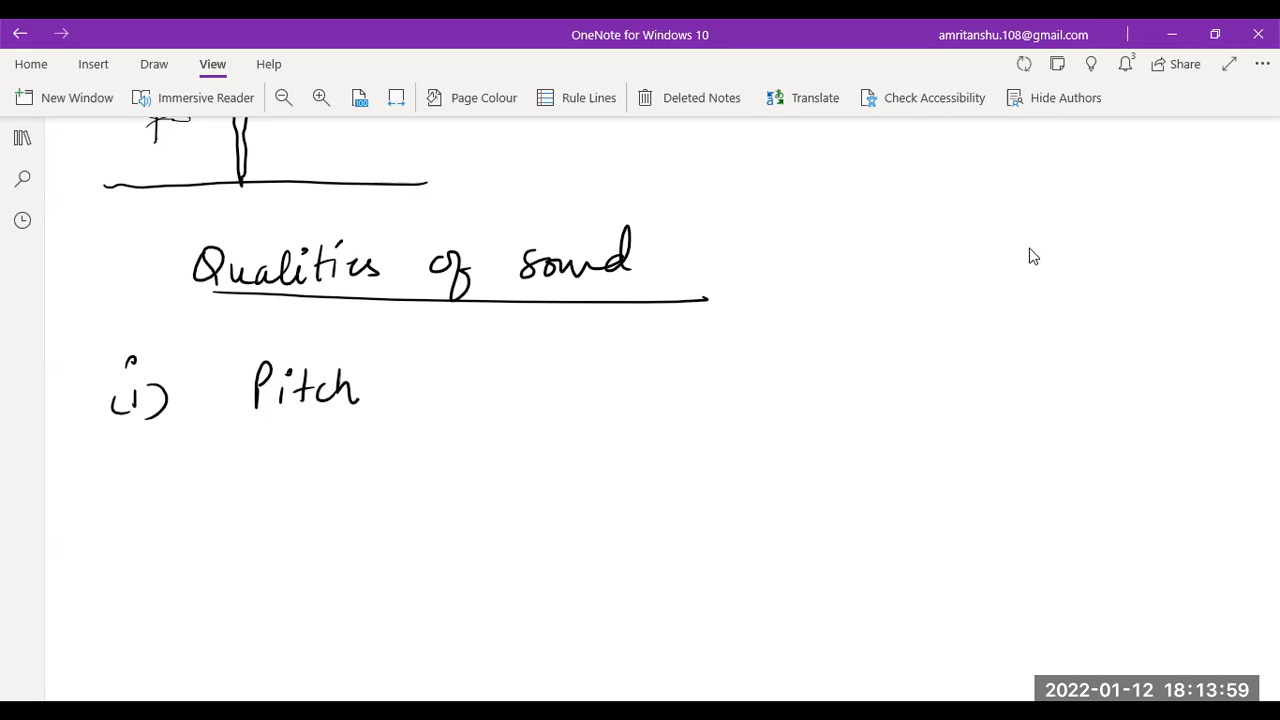 OneNote for Windows 10
amritanshu.108@gmail.com
Home Insert Draw View Help
3
Share
New Window Immersive Reader 100 Page Colour Rule Lines Deleted Notes Translate Check Accessibility Hide Authors
Qualities of sound
(i) Pitch
2022-01-12 18:13:59